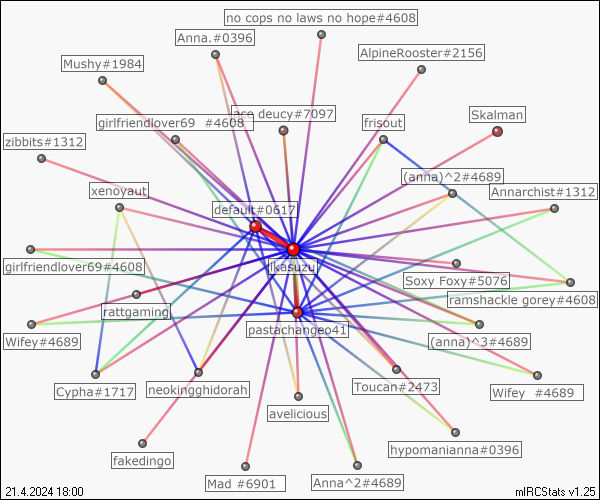 no cops no laws no hope#4608
Anna.#0396
AlpineRooster#2156
Mushy#1984
ace deucy#7097
Skalman
girlfriendlover69 #4608
frisout
zibbits#1312
(anna)^2#4689
xenoyaut
Annarchist#1312
default#0617
ikasuzu
girlfriendlover69#4608
Soxy Foxy#5076
ramshackle gorey#4608
rattgaming
pastachangeo41
Wifey#4689
(anna)^3#4689
Cypha#1717
neokingghidorah
Toucan#2473
Wifey #4689
avelicious
hypomanianna#0396
fakedingo
Mad #6901
Anna^2#4689
21.4.2024 18:00
mIRCStats v1.25